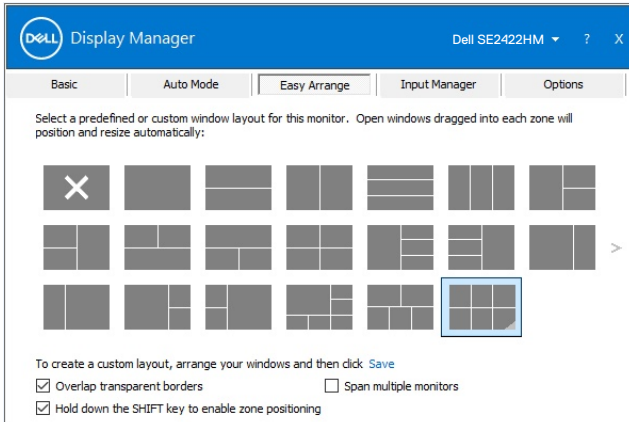 DELL Display Manager Dell SE2422HM ? X
Basic Auto Mode Easy Arrange Input Manager Options
Select a predefined or custom window layout for this monitor. Open windows dragged into each zone will
position and resize automatically:
>
To create a custom layout, arrange your windows and then click Save
Overlap transparent borders Span multiple monitors
Hold down the SHIFT key to enable zone positioning